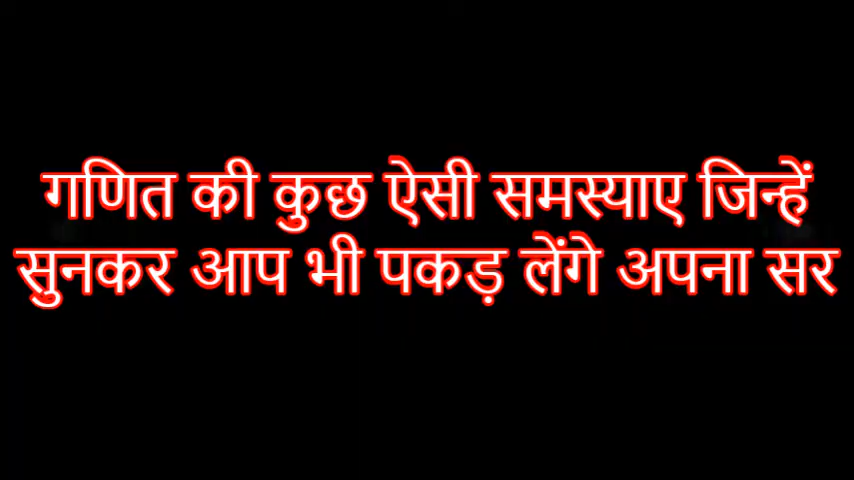 गणित की कुछ ऐसी समस्याए जिन्हें
सुनकर आप भी पकड़ लेंगे अपना सर